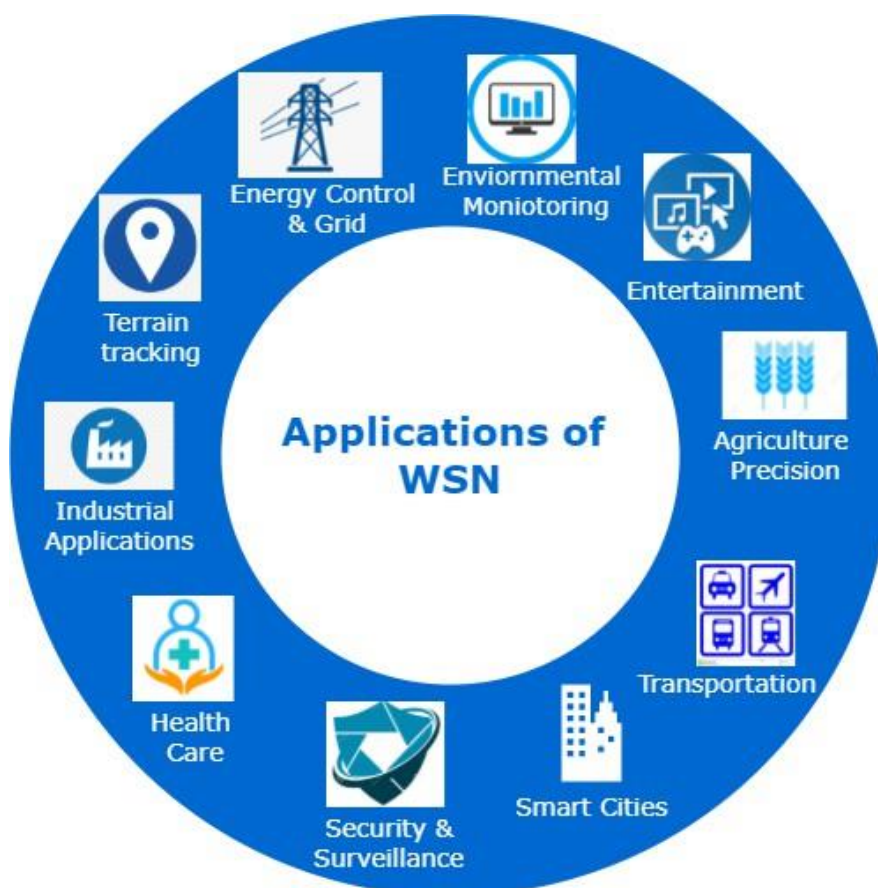 Applications of
WSN
Energy Control
& Grid
Enviornmental
Moniotoring
Entertainment
Agriculture
Precision
Transportation
Smart Cities
Security &
Surveillance
Health
Care
Industrial
Applications
Terrain
tracking